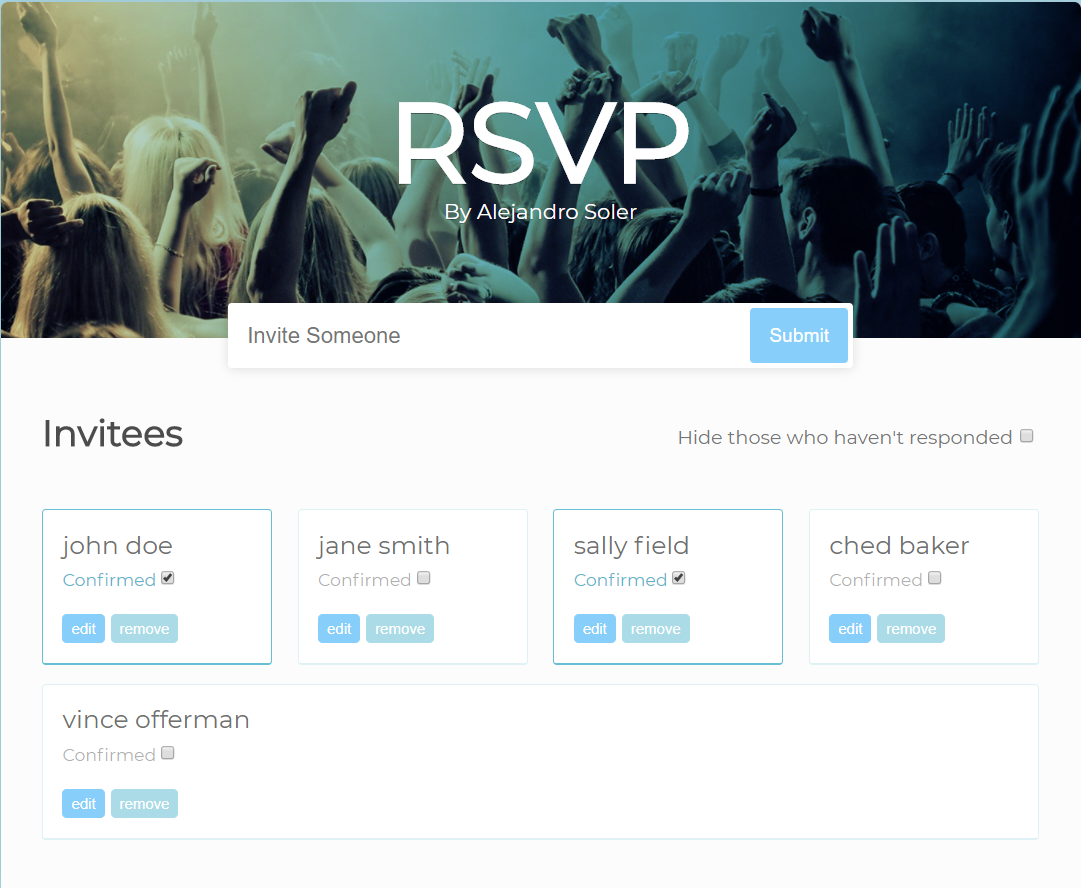 RSVP
By Alejandro Soler
Invite Someone
Submit
Invitees
Hide those who haven't responded
john doe
Confirmed
edit remove
jane smith
Confirmed
edit remove
sally field
Confirmed
edit remove
ched baker
Confirmed
edit remove
vince offerman
Confirmed
edit remove